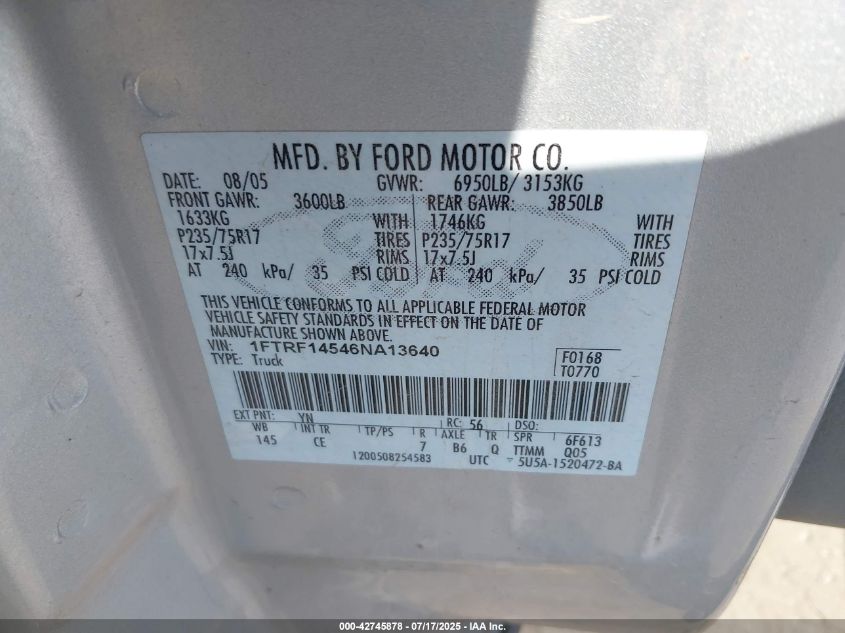 MFD. BY FORD MOTOR CO.
DATE: 08/05 GVWR: 6950LB/ 3153KG
FRONT GAWR: 3600LB REAR GAWR: 3850LB
1633KG WITH 1746KG WITH
P235/75R17 TIRES P235/75R17 TIRES
17x7.5J RIMS 17x7.5J RIMS
AT 240 kPa/ 35 PSI COLD AT 240 kPa/ 35 PSI COLD
THIS VEHICLE CONFORMS TO ALL APPLICABLE FEDERAL MOTOR
VEHICLE SAFETY STANDARDS IN EFFECT ON THE DATE OF
MANUFACTURE SHOWN ABOVE.
VIN: 1FTRF14546NA13640
TYPE: Truck
F0168
T0770
EXT PNT: YN RC: 56 DSO:
WB INT TR TP/PS R AXLE TR SPR 6F613
145 CE 7 B6 Q TTMM Q05
1200508254583 UTC 5U5A-1520472-BA
000-42745878 - 07/17/2025 - IAA Inc.